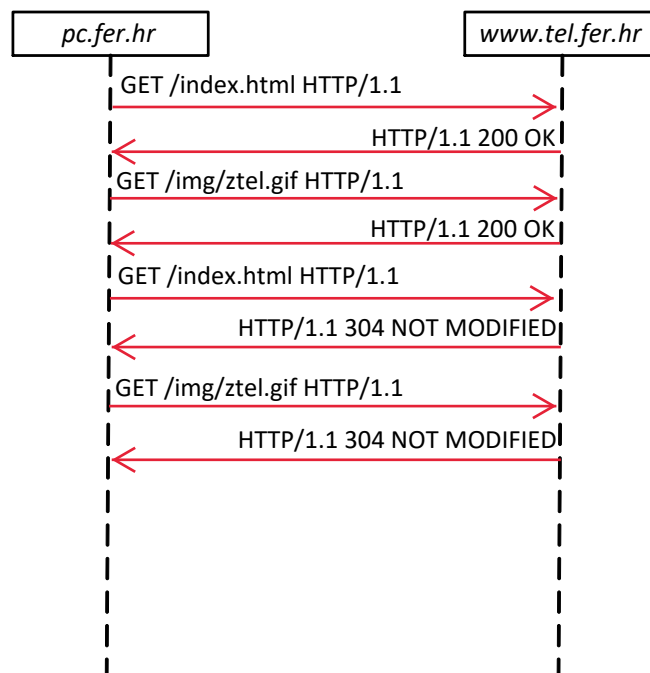 pc.fer.hr
www.tel.fer.hr
GET /index.html HTTP/1.1
HTTP/1.1 200 OK
GET /img/ztel.gif HTTP/1.1
HTTP/1.1 200 OK
GET /index.html HTTP/1.1
HTTP/1.1 304 NOT MODIFIED
GET /img/ztel.gif HTTP/1.1
HTTP/1.1 304 NOT MODIFIED